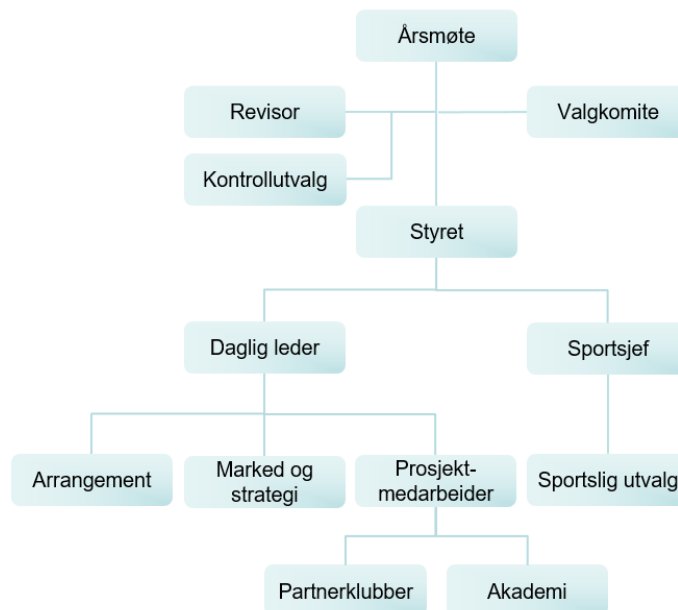 Årsmøte
Revisor
Valgkomite
Kontrollutvalg
Styret
Daglig leder
Sportsjef
Arrangement
Marked og
strategi
Prosjekt-
medarbeider
Sportslig utvalg
Partnerklubber
Akademi